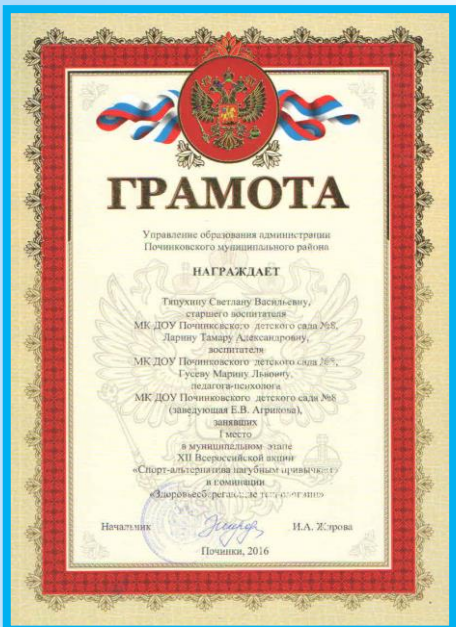 ГРАМОТА
Управление образования администрации
Починковского муниципального района
НАГРАЖДАЕТ
Тяпухину Светлану Васильевну,
старшего воспитателя
МК ДОУ Починковского детского сада №8,
Ларину Тамару Александровну,
воспитателя
МК ДОУ Починковского детского сада №8,
Гусеву Марину Львовну,
педагога-психолога
МК ДОУ Починковского детского сада №8
(заведующая Е.В. Агрикова),
занявших
I место
в муниципальном этапе
XII Всероссийской акции
«Спорт-альтернатива пагубным привычкам»
в номинации
«Здоровьесберегающие технологии»
Начальник И.А. Жирова
Починки, 2016